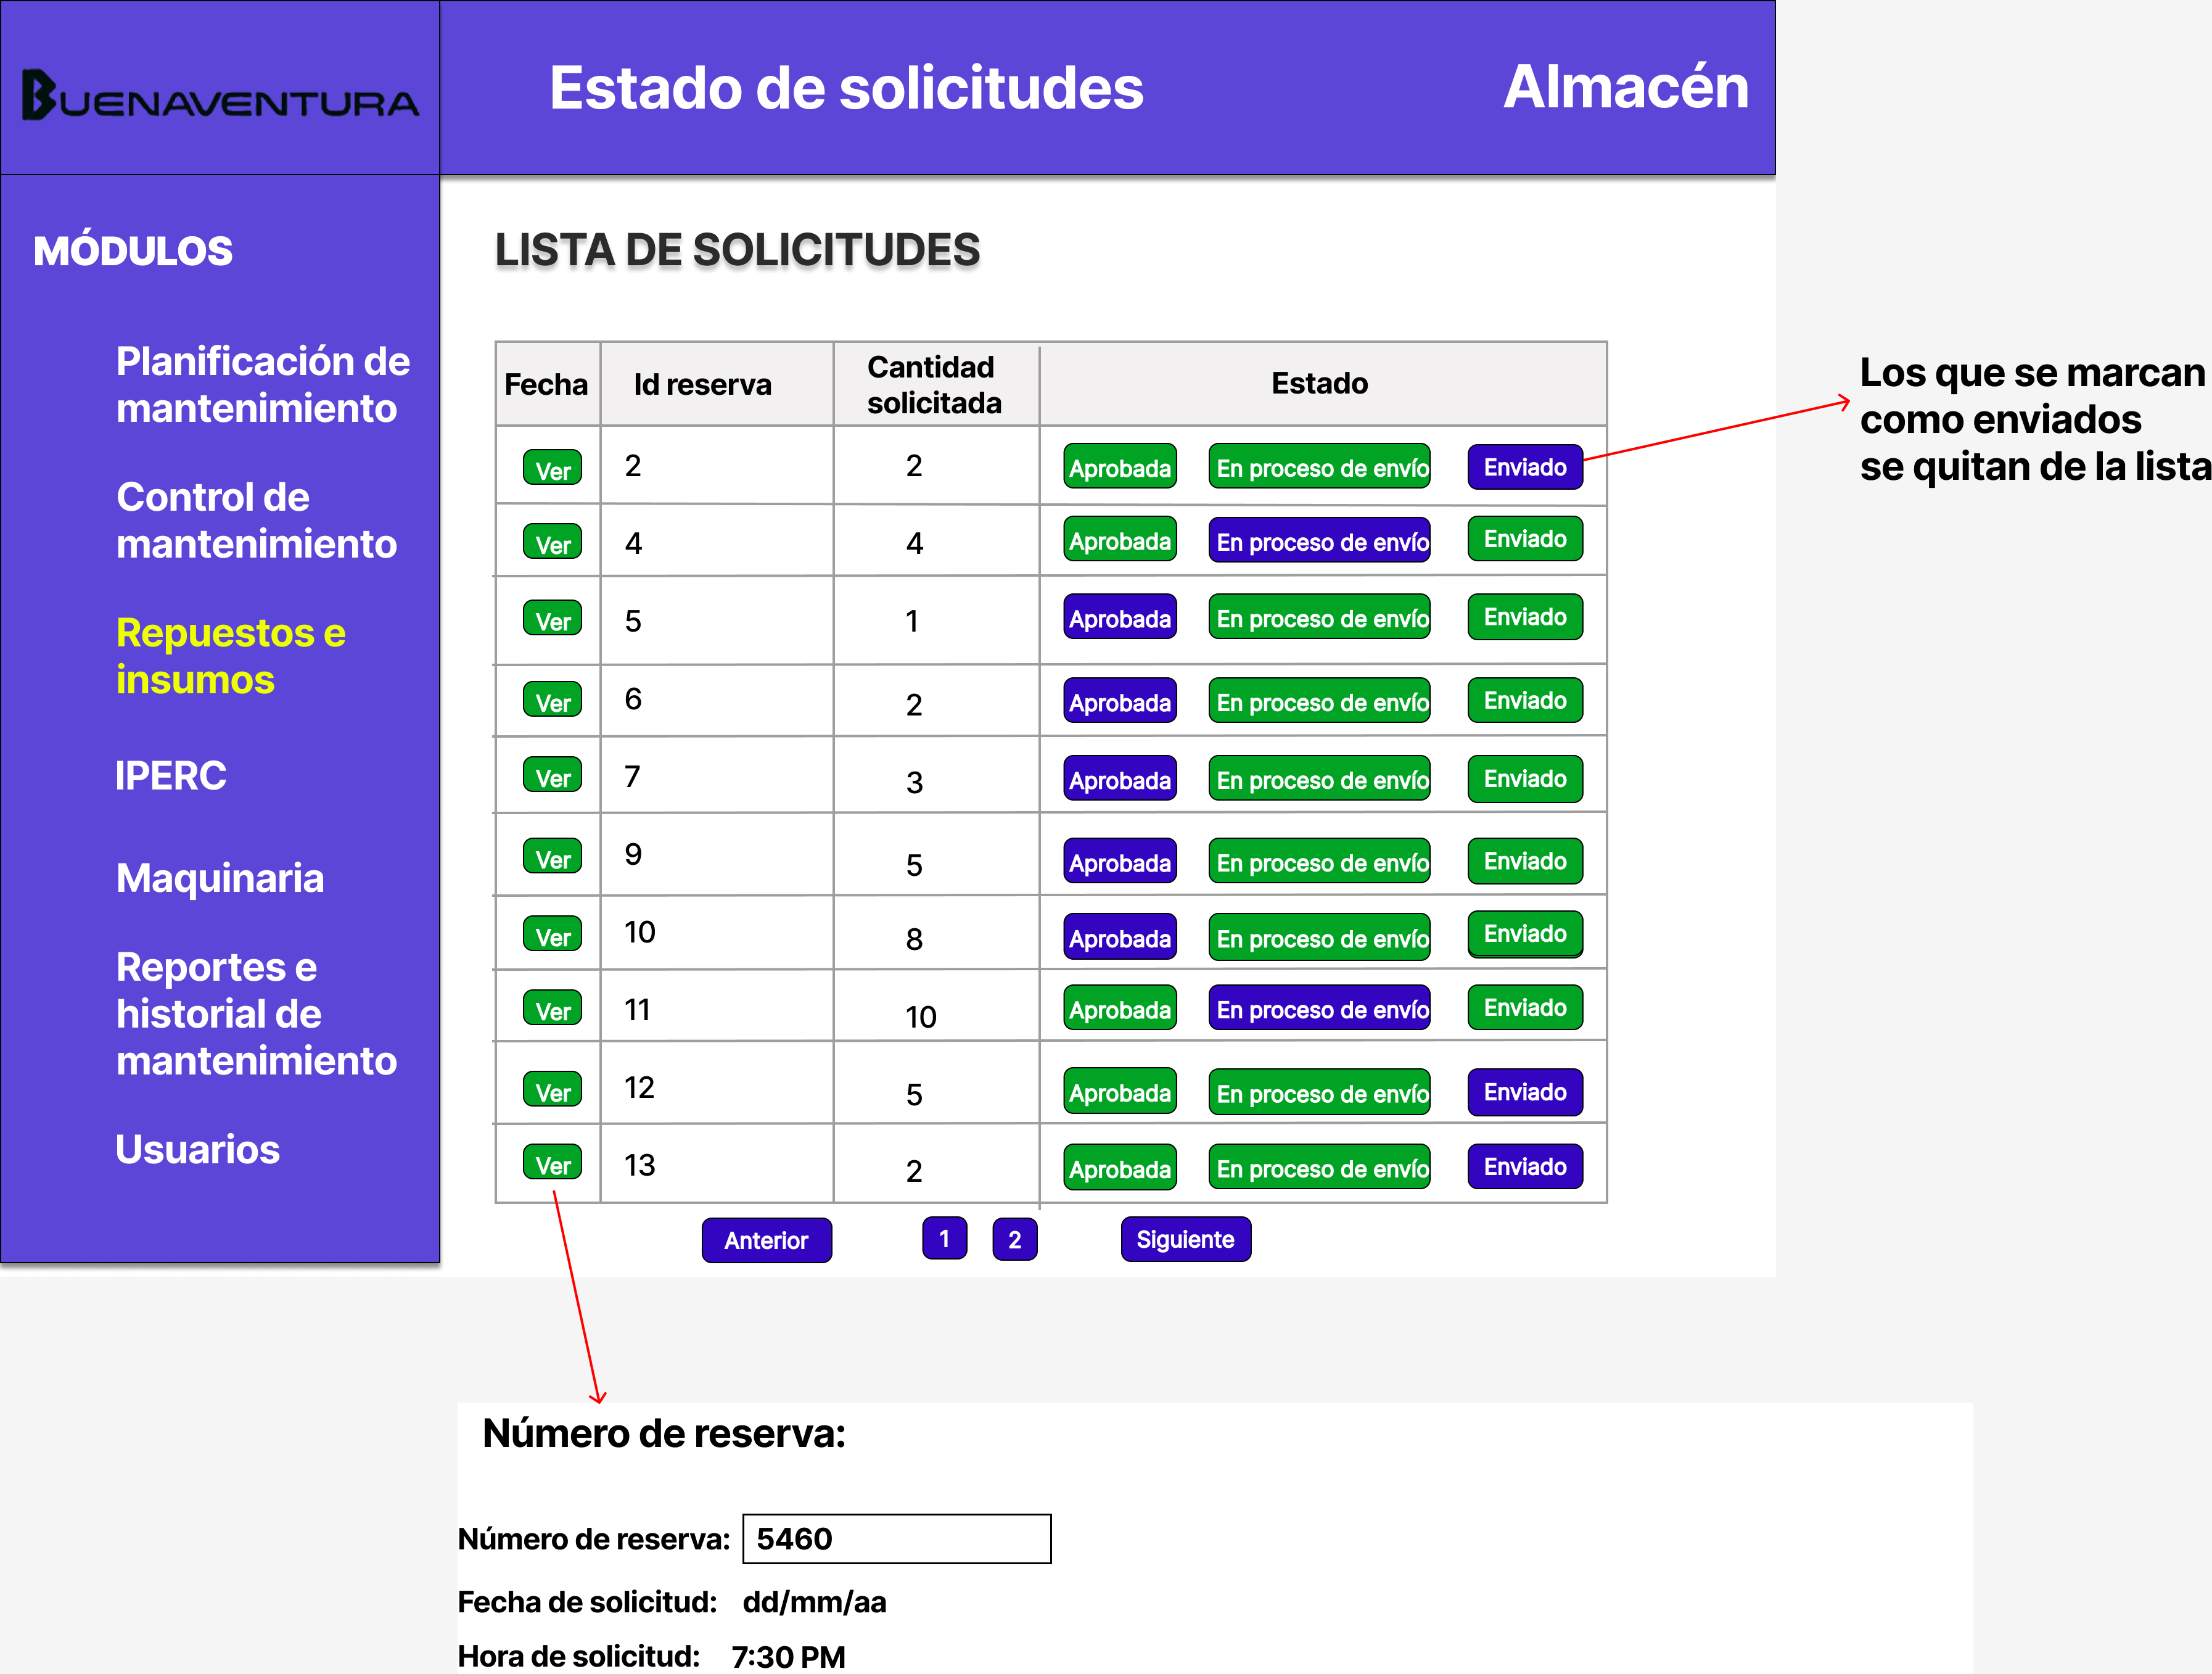 BUENAVENTURA
Estado de solicitudes
Almacén
MÓDULOS
Planificación de
mantenimiento
Control de
mantenimiento
Repuestos e
insumos
IPERC
Maquinaria
Reportes e
historial de
mantenimiento
Usuarios
LISTA DE SOLICITUDES
Fecha Id reserva Cantidad solicitada Estado
Ver 2 2 Aprobada En proceso de envío Enviado
Ver 4 4 Aprobada En proceso de envío Enviado
Ver 5 1 Aprobada En proceso de envío Enviado
Ver 6 2 Aprobada En proceso de envío Enviado
Ver 7 3 Aprobada En proceso de envío Enviado
Ver 9 5 Aprobada En proceso de envío Enviado
Ver 10 8 Aprobada En proceso de envío Enviado
Ver 11 10 Aprobada En proceso de envío Enviado
Ver 12 5 Aprobada En proceso de envío Enviado
Ver 13 2 Aprobada En proceso de envío Enviado
Anterior 1 2 Siguiente
Los que se marcan
como enviados
se quitan de la lista
Número de reserva:
Número de reserva: 5460
Fecha de solicitud: dd/mm/aa
Hora de solicitud: 7:30 PM